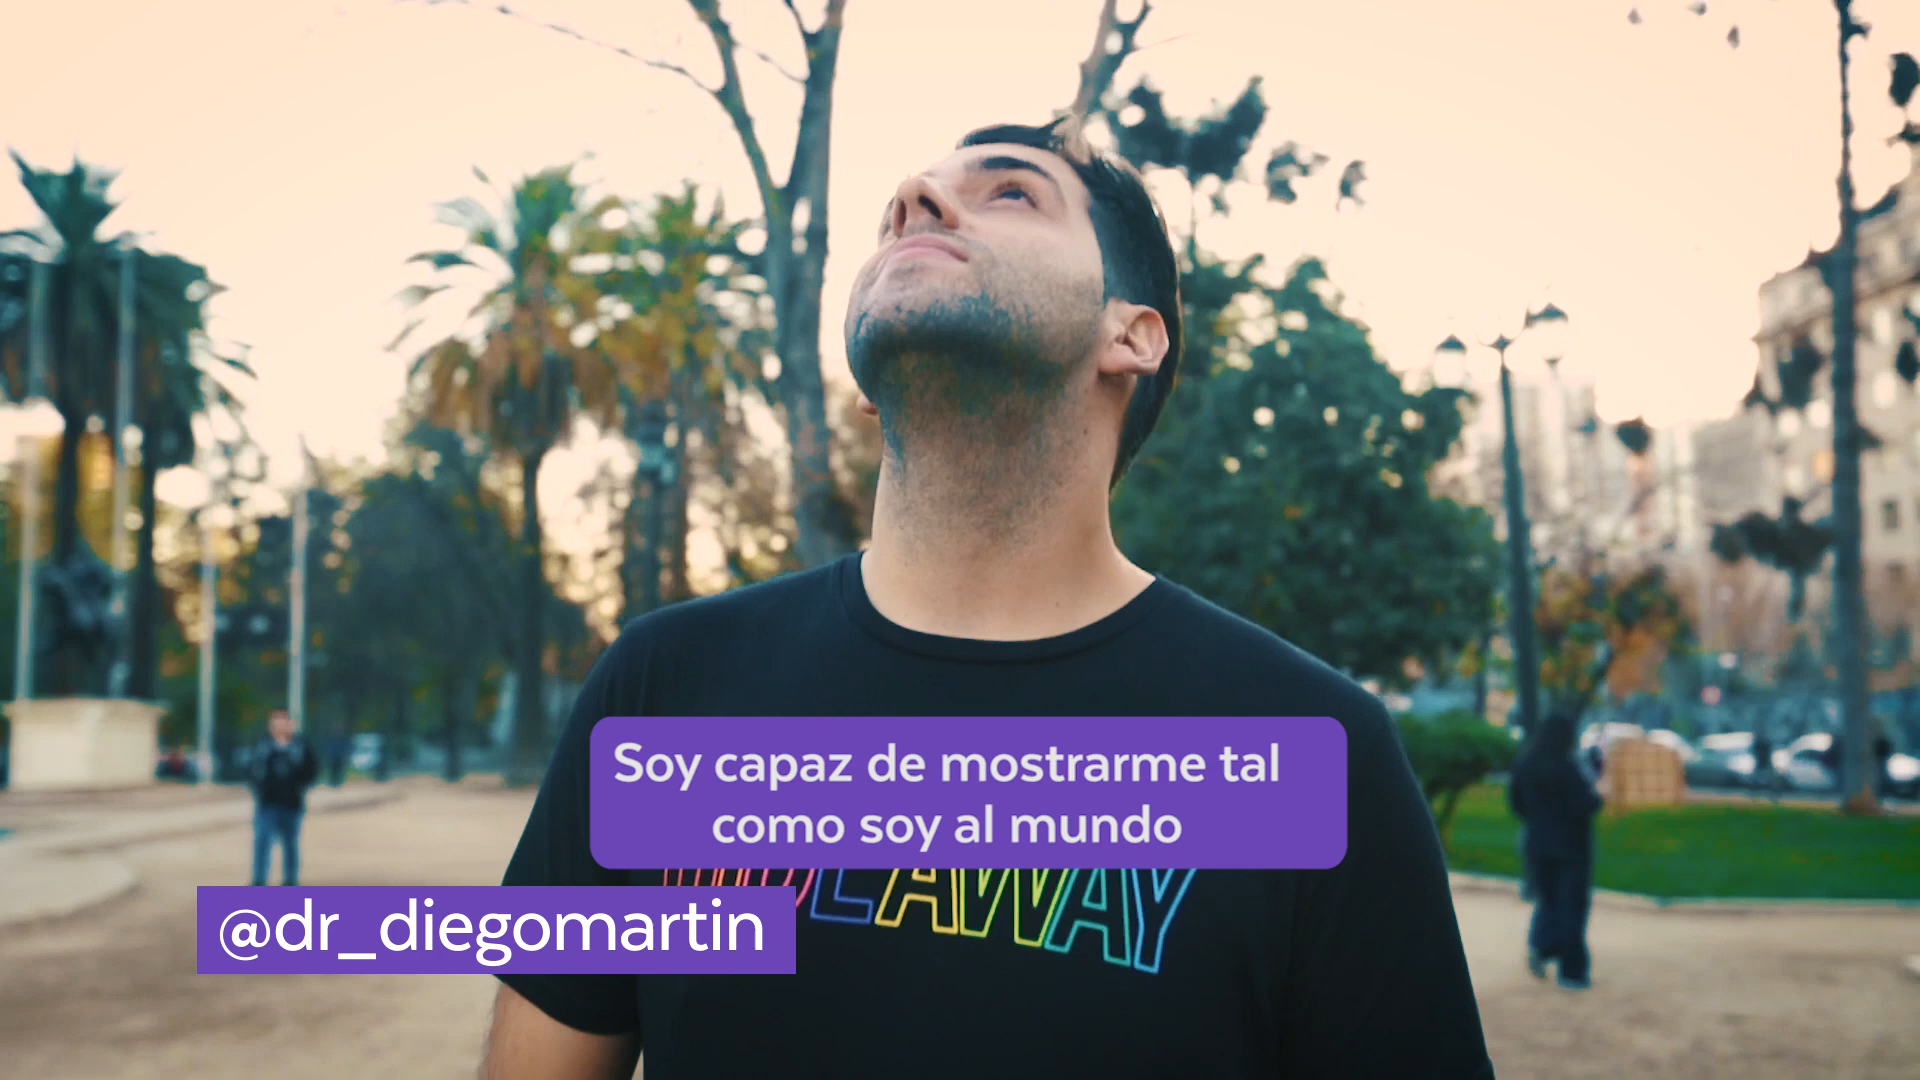 Soy capaz de mostrarme tal
como soy al mundo
@dr_diegomartin